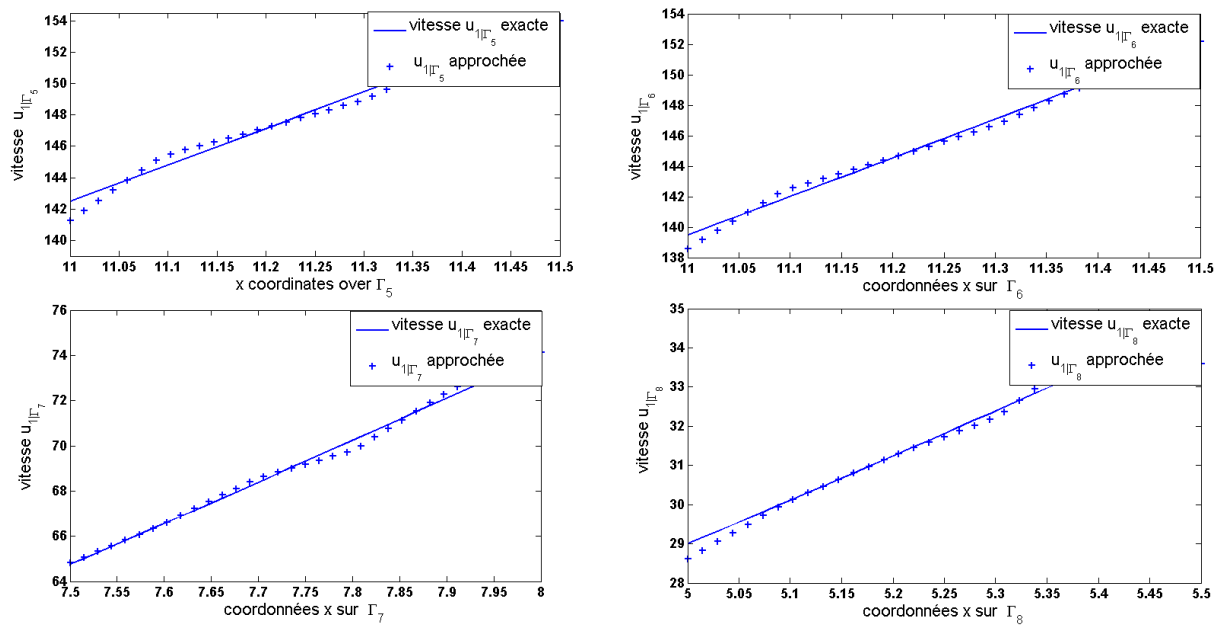 154
152
150
148
146
144
142
140
vitesse u1|Γ5
vitesse u1|Γ5 exacte
u1|Γ5 approchée
11 11.05 11.1 11.15 11.2 11.25 11.3 11.35 11.4 11.45 11.5
x coordinates over Γ5
154
152
150
148
146
144
142
140
138
vitesse u1|Γ6
vitesse u1|Γ6 exacte
u1|Γ6 approchée
11 11.05 11.1 11.15 11.2 11.25 11.3 11.35 11.4 11.45 11.5
coordonnées x sur Γ6
76
74
72
70
68
66
64
vitesse u1|Γ7
vitesse u1|Γ7 exacte
u1|Γ7 approchée
7.5 7.55 7.6 7.65 7.7 7.75 7.8 7.85 7.9 7.95 8
coordonnées x sur Γ7
35
34
33
32
31
30
29
28
vitesse u1|Γ8
vitesse u1|Γ8 exacte
u1|Γ8 approchée
5 5.05 5.1 5.15 5.2 5.25 5.3 5.35 5.4 5.45 5.5
coordonnées x sur Γ8